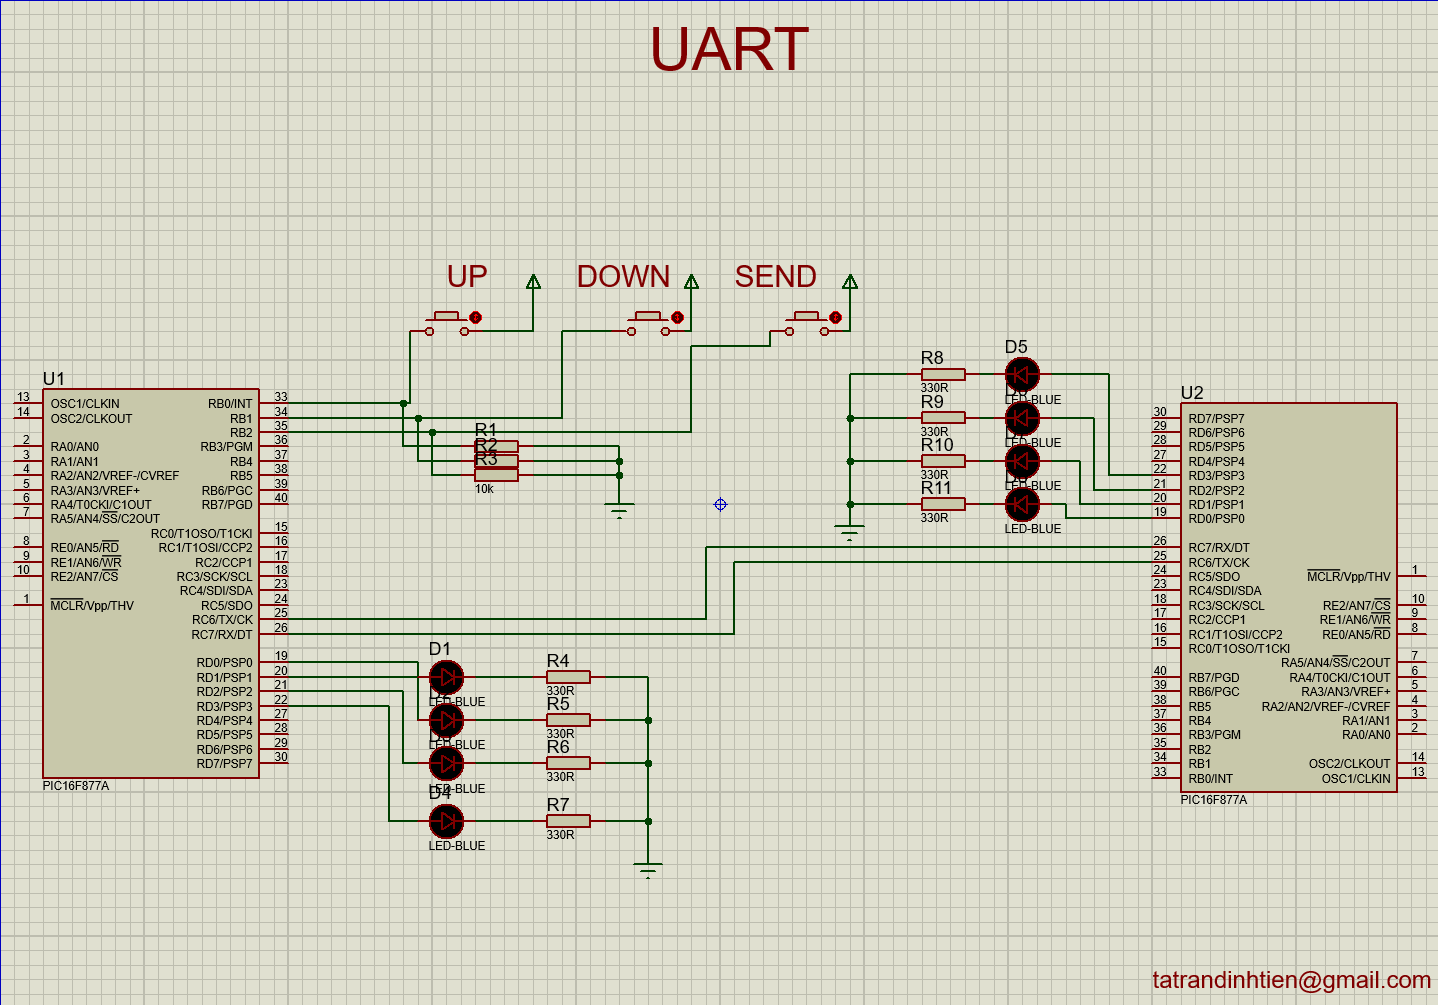 UART
UP DOWN SEND
U1
13 OSC1/CLKIN RB0/INT 33
14 OSC2/CLKOUT RB1 34
RB2 35
2 RA0/AN0 RB3/PGM 36
3 RA1/AN1 RB4 37
4 RA2/AN2/VREF-/CVREF RB5 38
5 RA3/AN3/VREF+ RB6/PGC 39
6 RA4/T0CKI/C1OUT RB7/PGD 40
7 RA5/AN4/SS/C2OUT
RC0/T1OSO/T1CKI 15
8 RE0/AN5/RD RC1/T1OSI/CCP2 16
9 RE1/AN6/WR RC2/CCP1 17
10 RE2/AN7/CS RC3/SCK/SCL 18
RC4/SDI/SDA 23
1 MCLR/Vpp/THV RC5/SDO 24
RC6/TX/CK 25
RC7/RX/DT 26
RD0/PSP0 19
RD1/PSP1 20
RD2/PSP2 21
RD3/PSP3 22
RD4/PSP4 27
RD5/PSP5 28
RD6/PSP6 29
RD7/PSP7 30
PIC16F877A
R1
R2
R3
10k
D1
LED-BLUE
LED-BLUE
LED-BLUE
D4
LED-BLUE
R4
330R
R5
330R
R6
330R
R7
330R
R8
330R
R9
330R
R10
330R
R11
330R
D5
LED-BLUE
LED-BLUE
LED-BLUE
LED-BLUE
U2
30 RD7/PSP7
29 RD6/PSP6
28 RD5/PSP5
27 RD4/PSP4
22 RD3/PSP3
21 RD2/PSP2
20 RD1/PSP1
19 RD0/PSP0
26 RC7/RX/DT
25 RC6/TX/CK
24 RC5/SDO MCLR/Vpp/THV 1
23 RC4/SDI/SDA
18 RC3/SCK/SCL RE2/AN7/CS 10
17 RC2/CCP1 RE1/AN6/WR 9
16 RC1/T1OSI/CCP2 RE0/AN5/RD 8
15 RC0/T1OSO/T1CKI
RA5/AN4/SS/C2OUT 7
40 RB7/PGD RA4/T0CKI/C1OUT 6
39 RB6/PGC RA3/AN3/VREF+ 5
38 RB5 RA2/AN2/VREF-/CVREF 4
37 RB4 RA1/AN1 3
36 RB3/PGM RA0/AN0 2
35 RB2
34 RB1 OSC2/CLKOUT 14
33 RB0/INT OSC1/CLKIN 13
PIC16F877A
tatrandinhtien@gmail.com